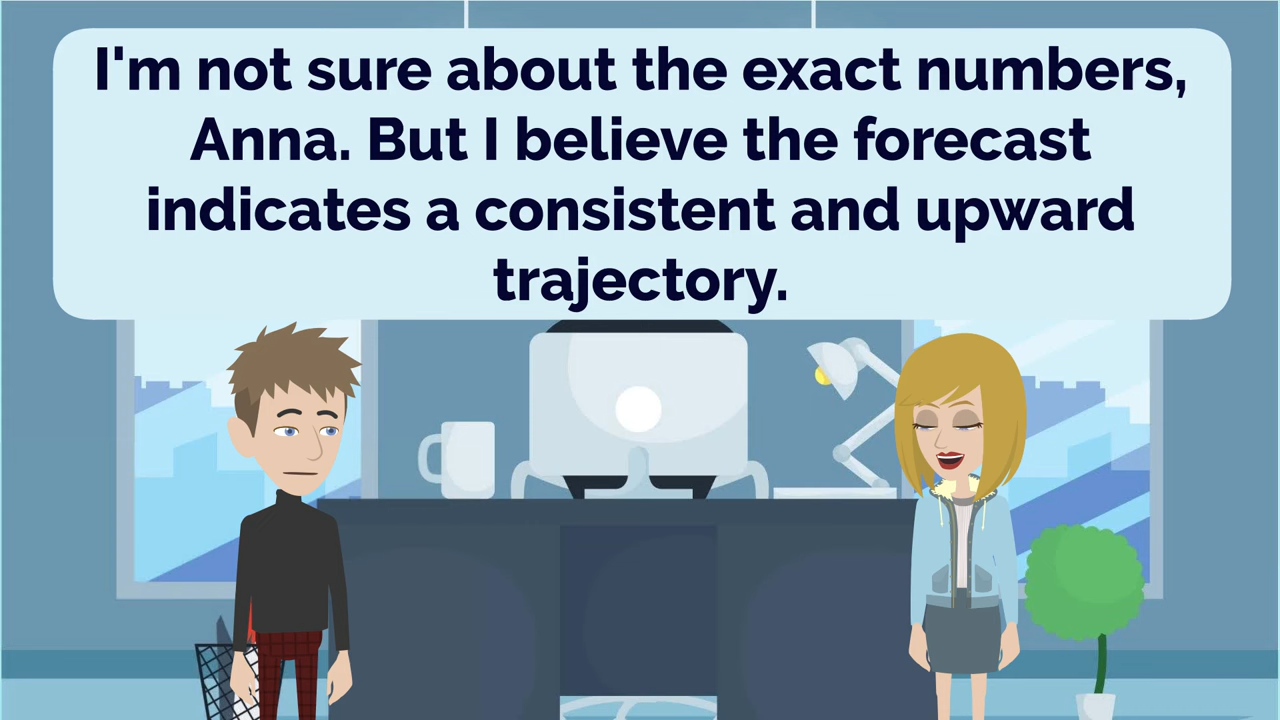 I'm not sure about the exact numbers,
Anna. But I believe the forecast
indicates a consistent and upward
trajectory.